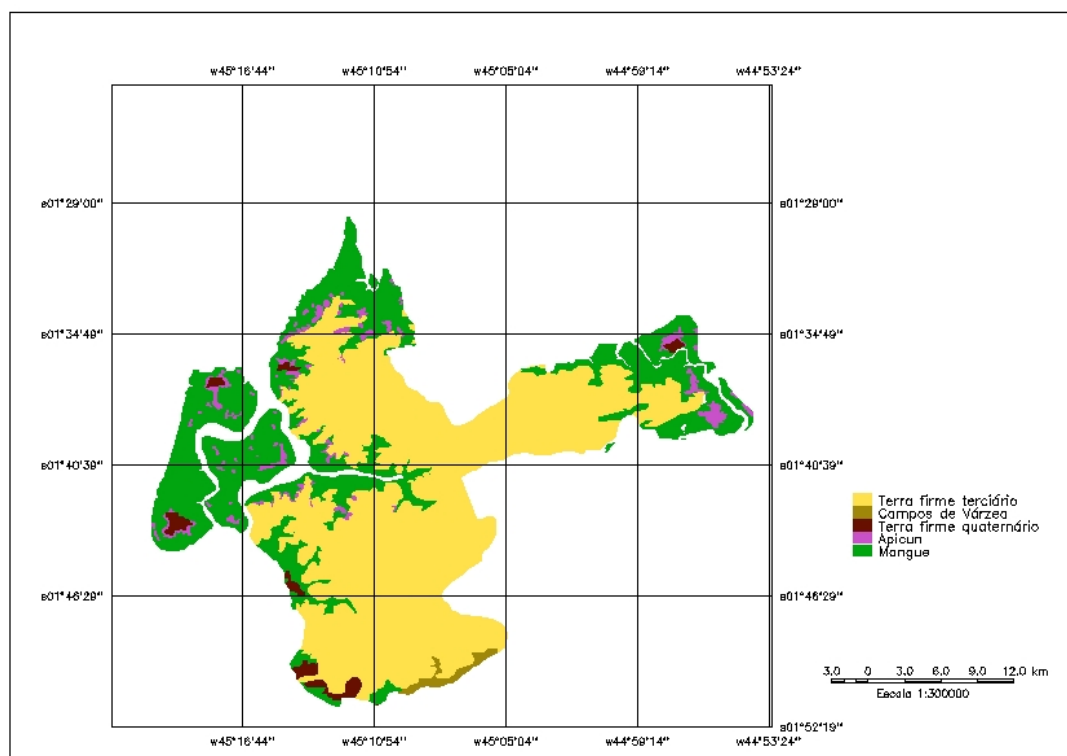 w45°16'44" w45°10'54" w45°05'04" w44°59'14" w44°53'24"
s01°29'00" s01°29'00"
s01°34'49" s01°34'49"
s01°40'39" s01°40'39"
Terra firme terciário
Campos de Várzea
Terra firme quaternário
Apicun
Mangue
s01°46'29" s01°46'29"
3.0 0 3.0 6.0 9.0 12.0 km
Escala 1:300000
s01°52'19"
w45°16'44" w45°10'54" w45°05'04" w44°59'14" w44°53'24"